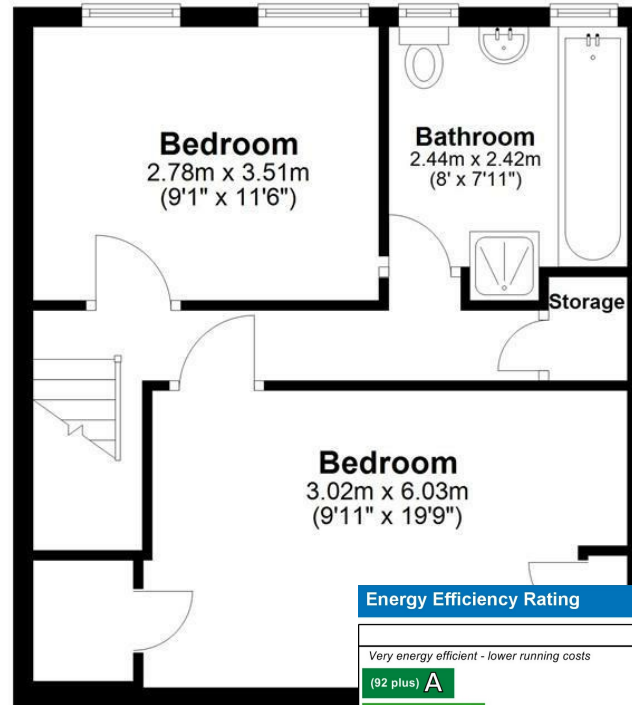 Bedroom
2.78m x 3.51m
(9'1" x 11'6")
Bathroom
2.44m x 2.42m
(8' x 7'11")
Storage
Bedroom
3.02m x 6.03m
(9'11" x 19'9")
Energy Efficiency Rating
Very energy efficient - lower running costs
(92 plus) A